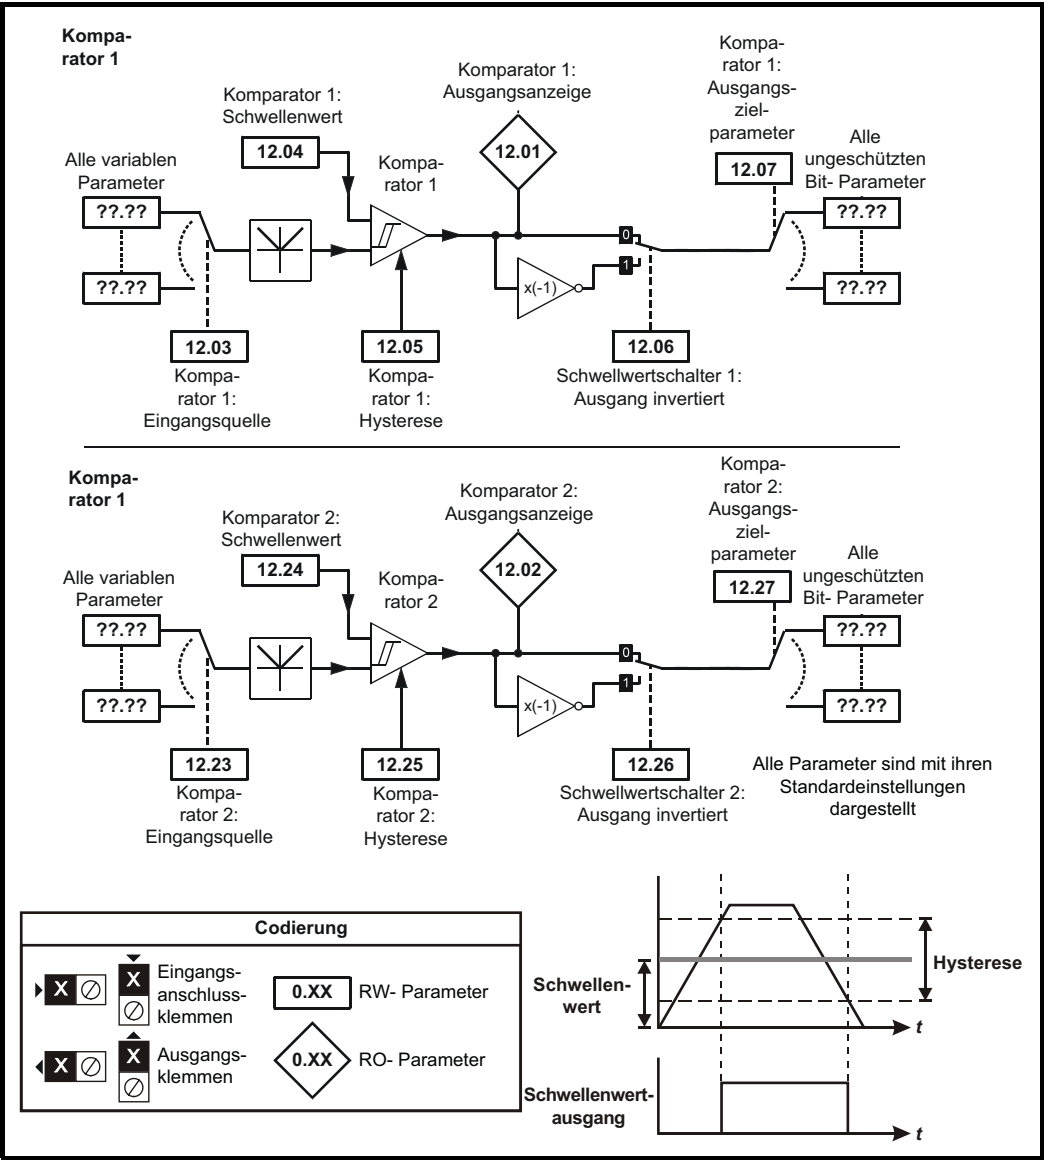 Kompa-
rator 1
Komparator 1:
Schwellenwert
12.04
Alle variablen
Parameter
??.??
??.??
12.03
Kompa-
rator 1:
Eingangsquelle
Kompa-
rator 1
12.05
Kompa-
rator 1:
Hysterese
Komparator 1:
Ausgangsanzeige
12.01
x(-1)
0
1
12.06
Schwellwertschalter 1:
Ausgang invertiert
Kompa-
rator 1:
Ausgangs-
ziel-
parameter
12.07
Alle
ungeschützten
Bit- Parameter
??.??
??.??
Kompa-
rator 1
Komparator 2:
Schwellenwert
12.24
Alle variablen
Parameter
??.??
??.??
12.23
Kompa-
rator 2:
Eingangsquelle
Kompa-
rator 2
12.25
Kompa-
rator 2:
Hysterese
Komparator 2:
Ausgangsanzeige
12.02
x(-1)
0
1
12.26
Schwellwertschalter 2:
Ausgang invertiert
Kompa-
rator 2:
Ausgangs-
ziel-
parameter
12.27
Alle
ungeschützten
Bit- Parameter
??.??
??.??
Alle Parameter sind mit ihren
Standardeinstellungen
dargestellt
Codierung
X
X
Eingangs-
anschluss-
klemmen
0.XX
RW- Parameter
X
X
Ausgangs-
klemmen
0.XX
RO- Parameter
Schwellen-
wert
Hysterese
t
Schwellenwert-
ausgang
t